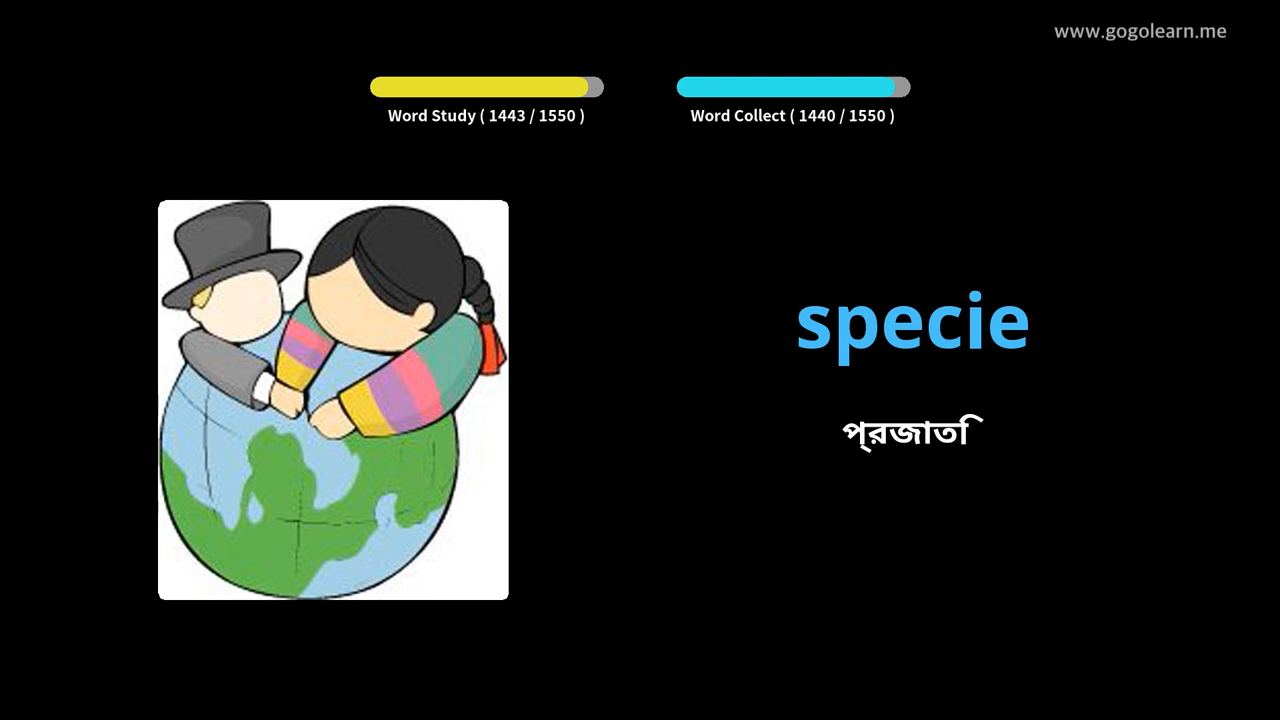 www.gogolearn.me
Word Study ( 1443 / 1550 )
Word Collect ( 1440 / 1550 )
specie
প্রজাতি